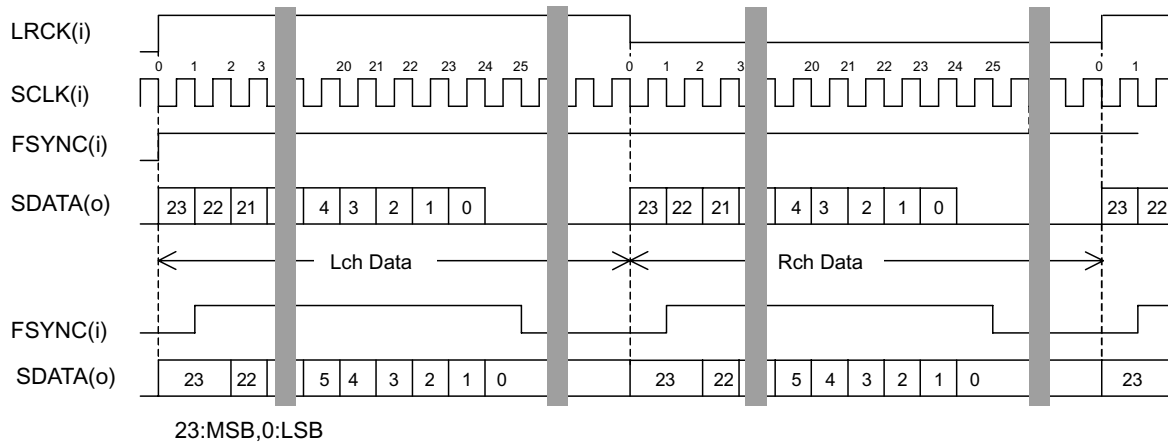 LRCK(i)
0 1 2 3 20 21 22 23 24 25 0 1 2 3 20 21 22 23 24 25 0 1
SCLK(i)
FSYNC(i)
SDATA(o) 23 22 21 4 3 2 1 0 23 22 21 4 3 2 1 0 23 22
Lch Data Rch Data
FSYNC(i)
SDATA(o) 23 22 5 4 3 2 1 0 23 22 5 4 3 2 1 0 23
23:MSB,0:LSB